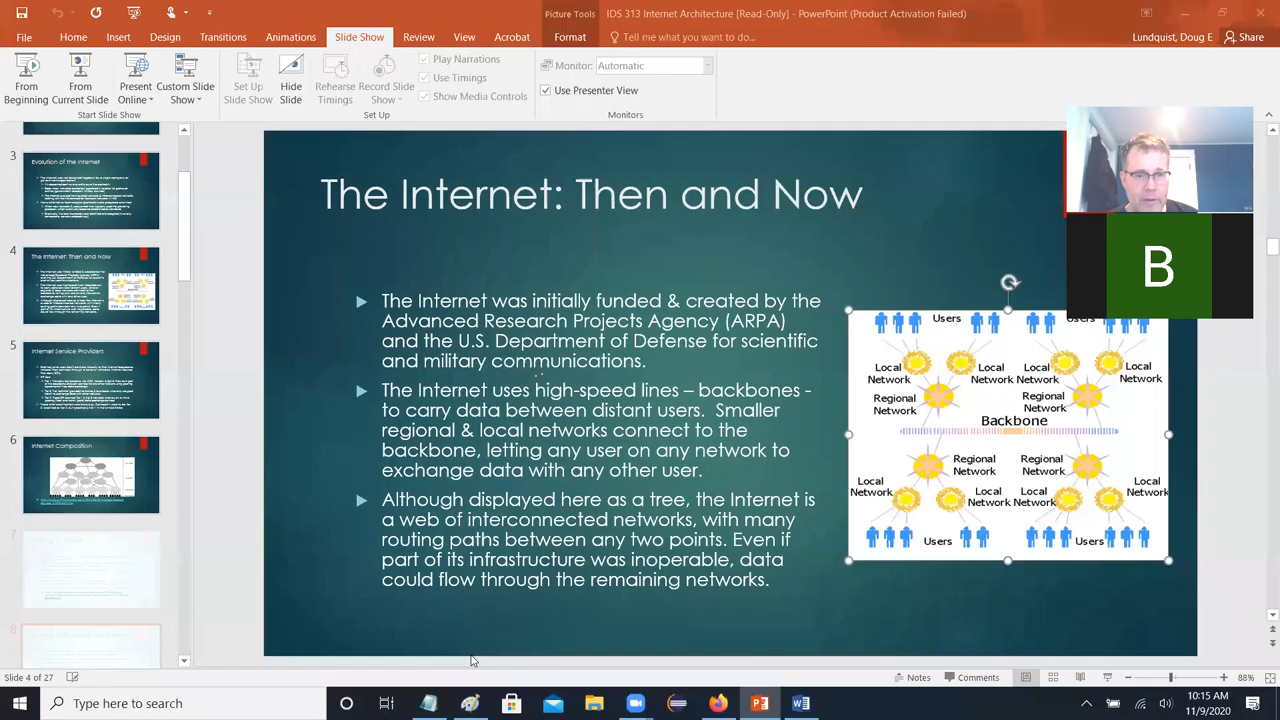 Picture Tools
IDS 313 Internet Architecture [Read-Only] - PowerPoint (Product Activation Failed)
File Home Insert Design Transitions Animations Slide Show Review View Acrobat Format Tell me what you want to do...
Lundquist, Doug E Share
From Beginning
From Current Slide
Present Online
Custom Slide Show
Set Up Slide Show
Hide Slide
Rehearse Timings
Record Slide Show
Play Narrations
Use Timings
Show Media Controls
Monitor: Automatic
Use Presenter View
Start Slide Show
Set Up
Monitors
3
Evolution of the Internet
4
The Internet: Then and Now
5
Internet Service Providers
6
Internet Composition
8
The Internet: Then and Now
The Internet was initially funded & created by the
Advanced Research Projects Agency (ARPA)
and the U.S. Department of Defense for scientific
and military communications.
The Internet uses high-speed lines – backbones -
to carry data between distant users. Smaller
regional & local networks connect to the
backbone, letting any user on any network to
exchange data with any other user.
Although displayed here as a tree, the Internet is
a web of interconnected networks, with many
routing paths between any two points. Even if
part of its infrastructure was inoperable, data
could flow through the remaining networks.
B
Users Users
Local Network
Local Network
Local Network
Local Network
Regional Network
Regional Network
Backbone
Regional Network
Regional Network
Local Network
Local Network
Local Network
Local Network
Users Users
Slide 4 of 27
Notes
Comments
88%
Type here to search
10:15 AM
11/9/2020